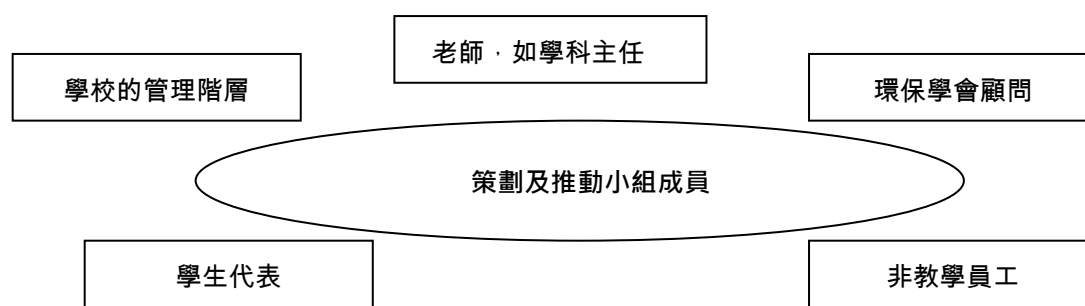 老師，如學科主任
學校的管理階層
環保學會顧問
策劃及推動小組成員
學生代表
非教學員工